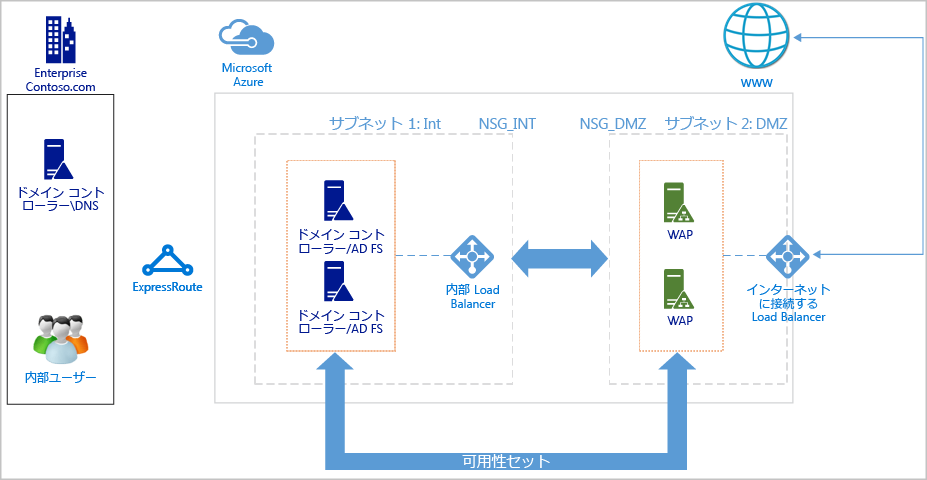 Enterprise
Contoso.com
Microsoft
Azure
www
サブネット 1: Int
NSG_INT
NSG_DMZ
サブネット 2: DMZ
ドメイン コント
ローラー\DNS
ExpressRoute
内部ユーザー
ドメイン コント
ローラー/AD FS
ドメイン コント
ローラー/AD FS
内部 Load
Balancer
WAP
WAP
インターネット
に接続する
Load Balancer
可用性セット